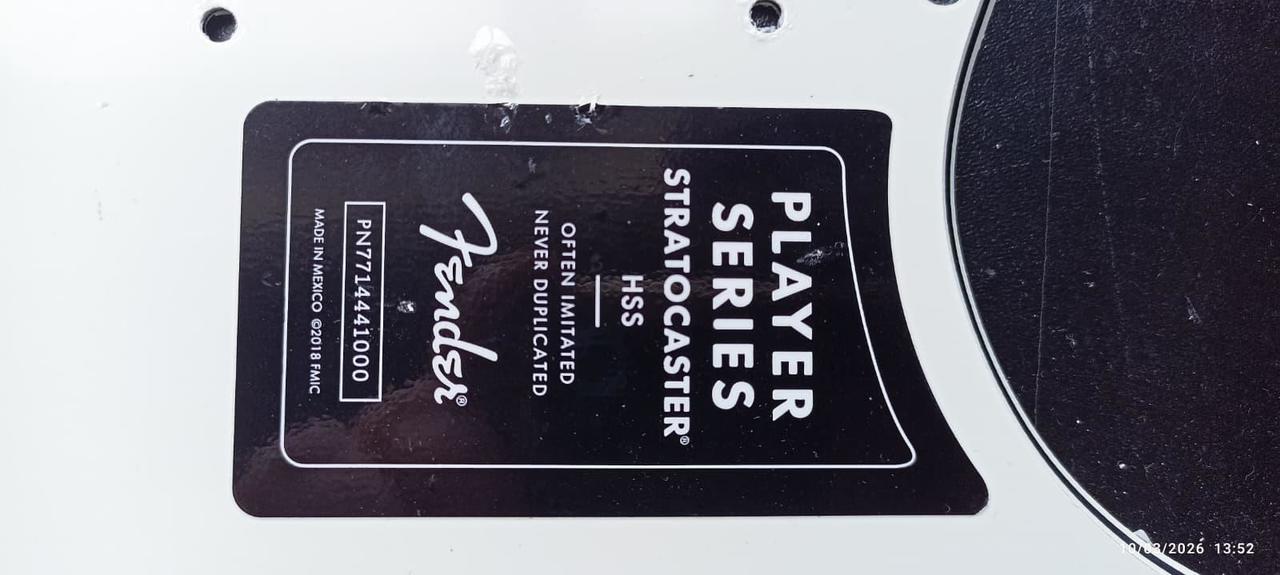 PLAYER
SERIES
STRATOCASTER®
HSS
OFTEN IMITATED
NEVER DUPLICATED
Fender®
PN7714441000
MADE IN MEXICO ©2018 FMIC
10/03/2026 13:52